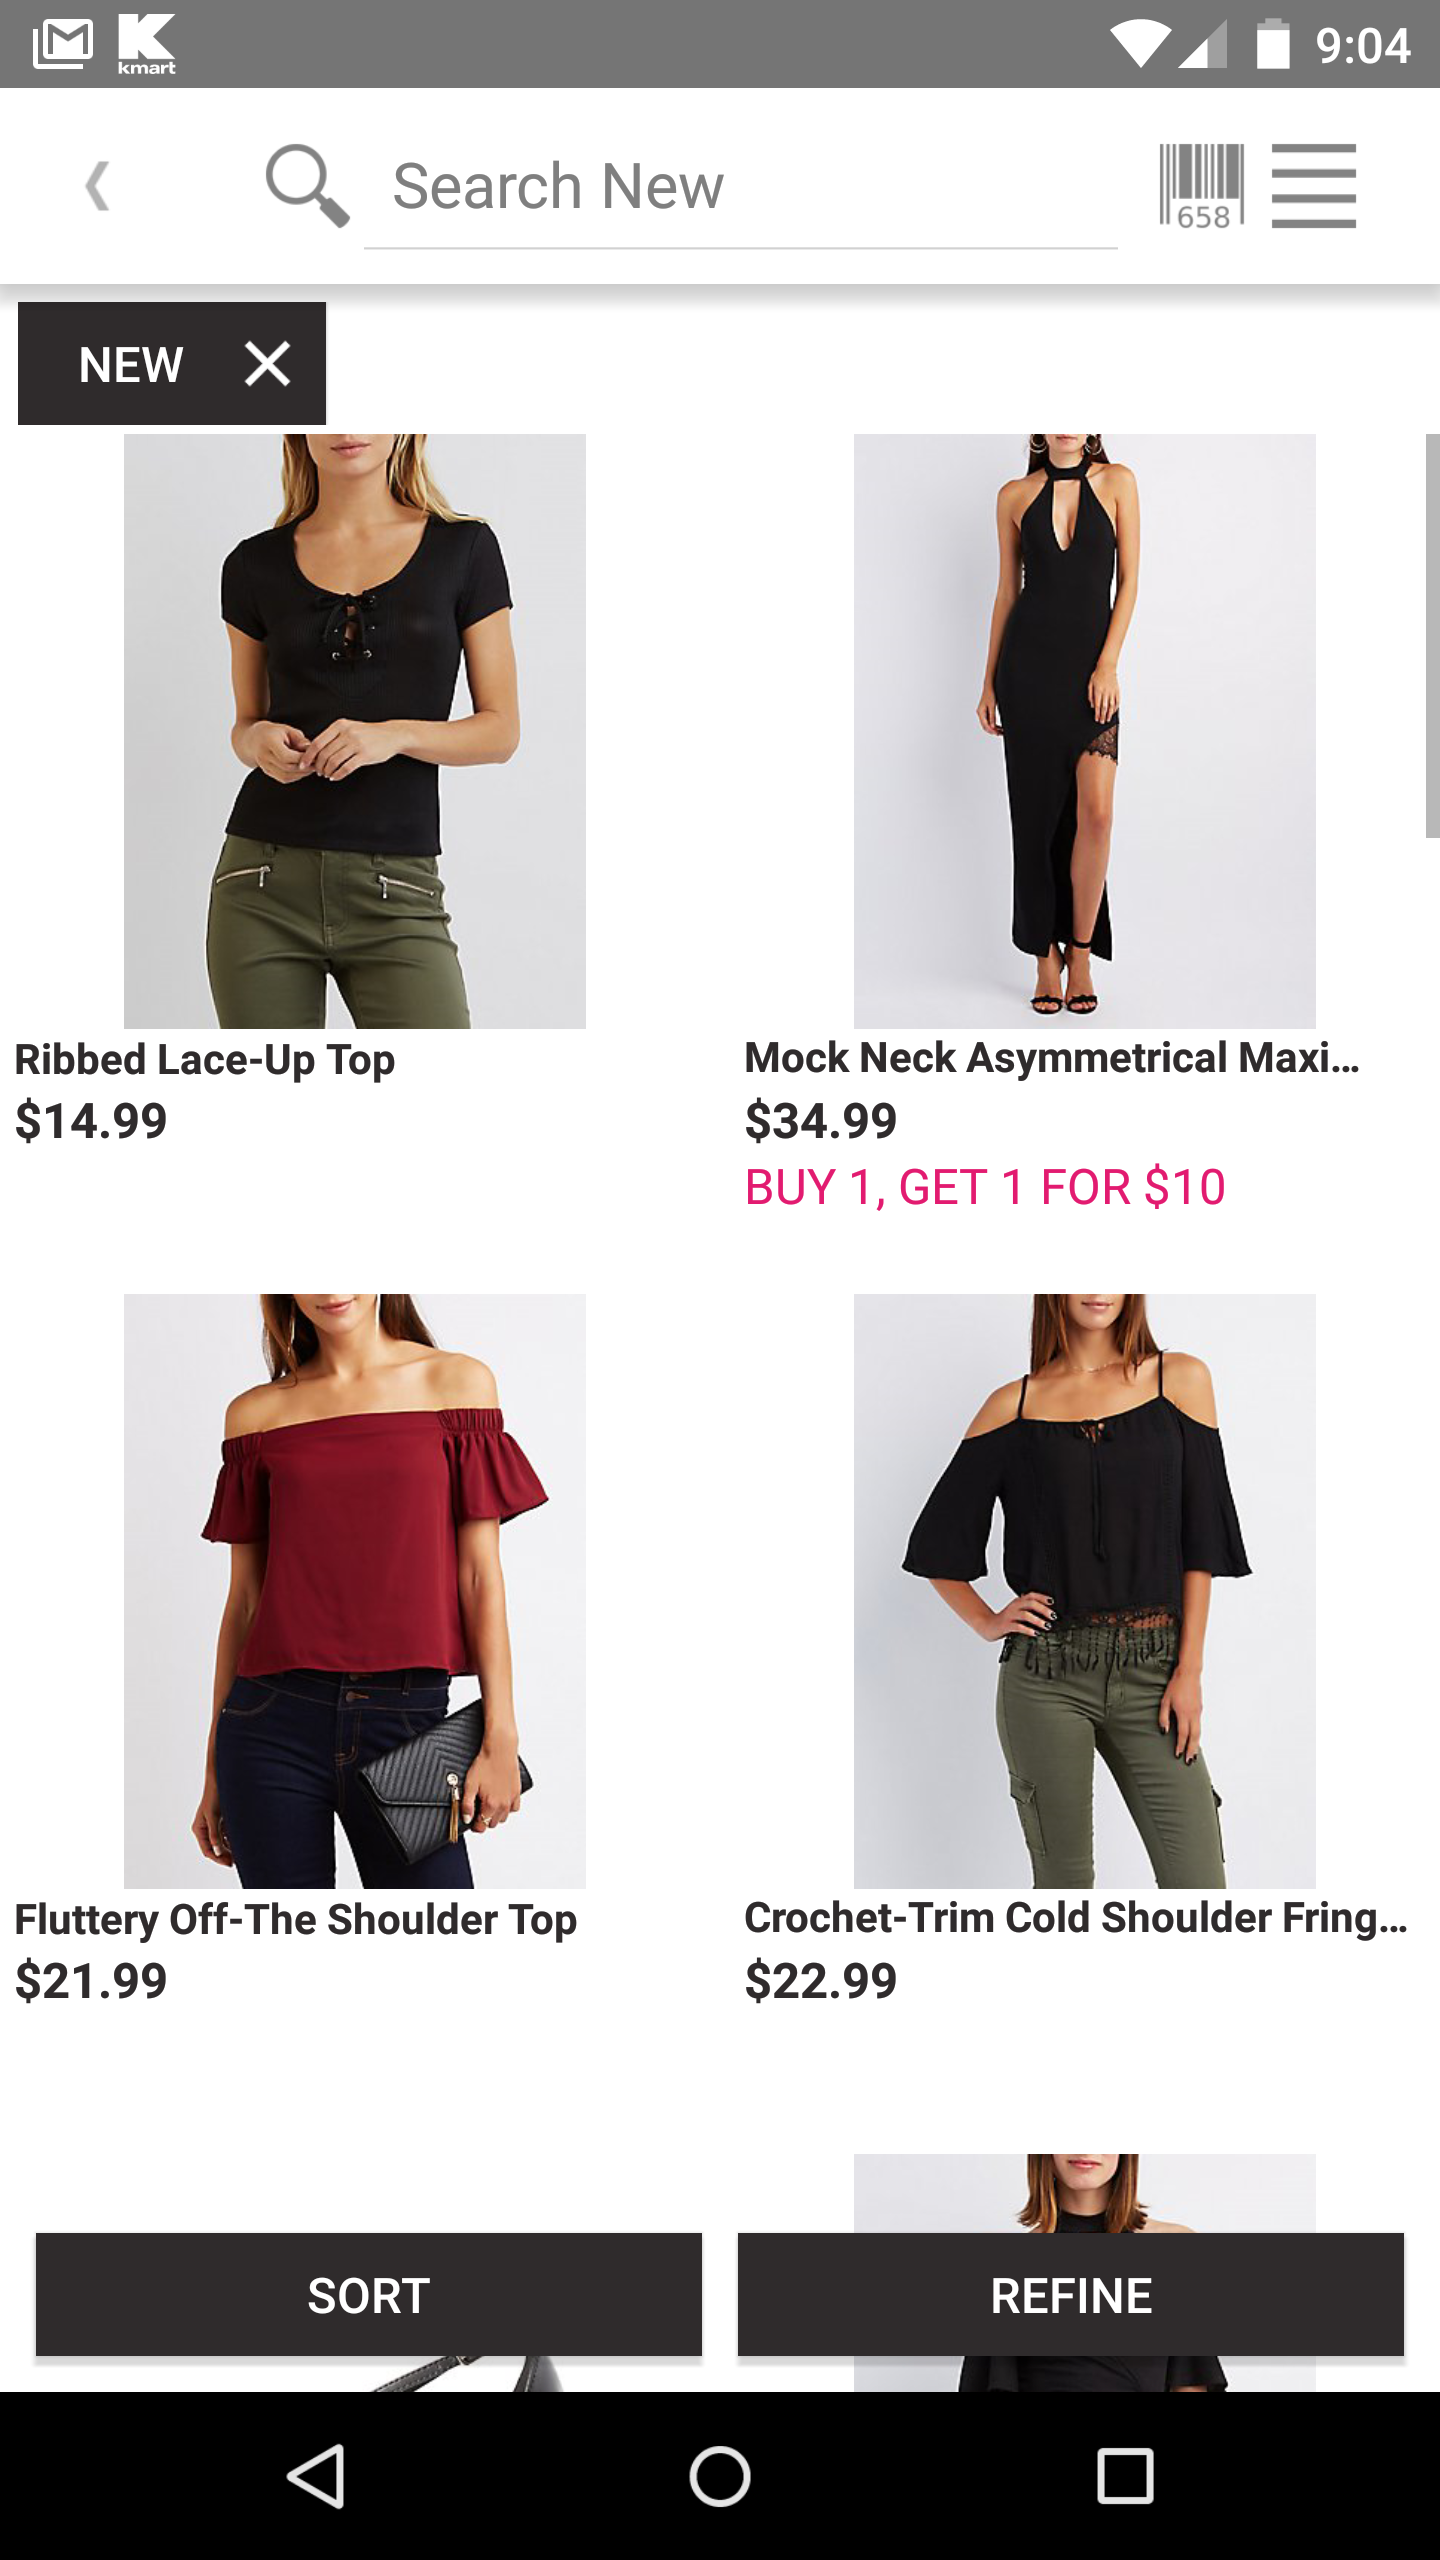 kmart
9:04
Search New
658
NEW
Ribbed Lace-Up Top
$14.99
Mock Neck Asymmetrical Maxi...
$34.99
BUY 1, GET 1 FOR $10
Fluttery Off-The Shoulder Top
$21.99
Crochet-Trim Cold Shoulder Fring...
$22.99
SORT
REFINE